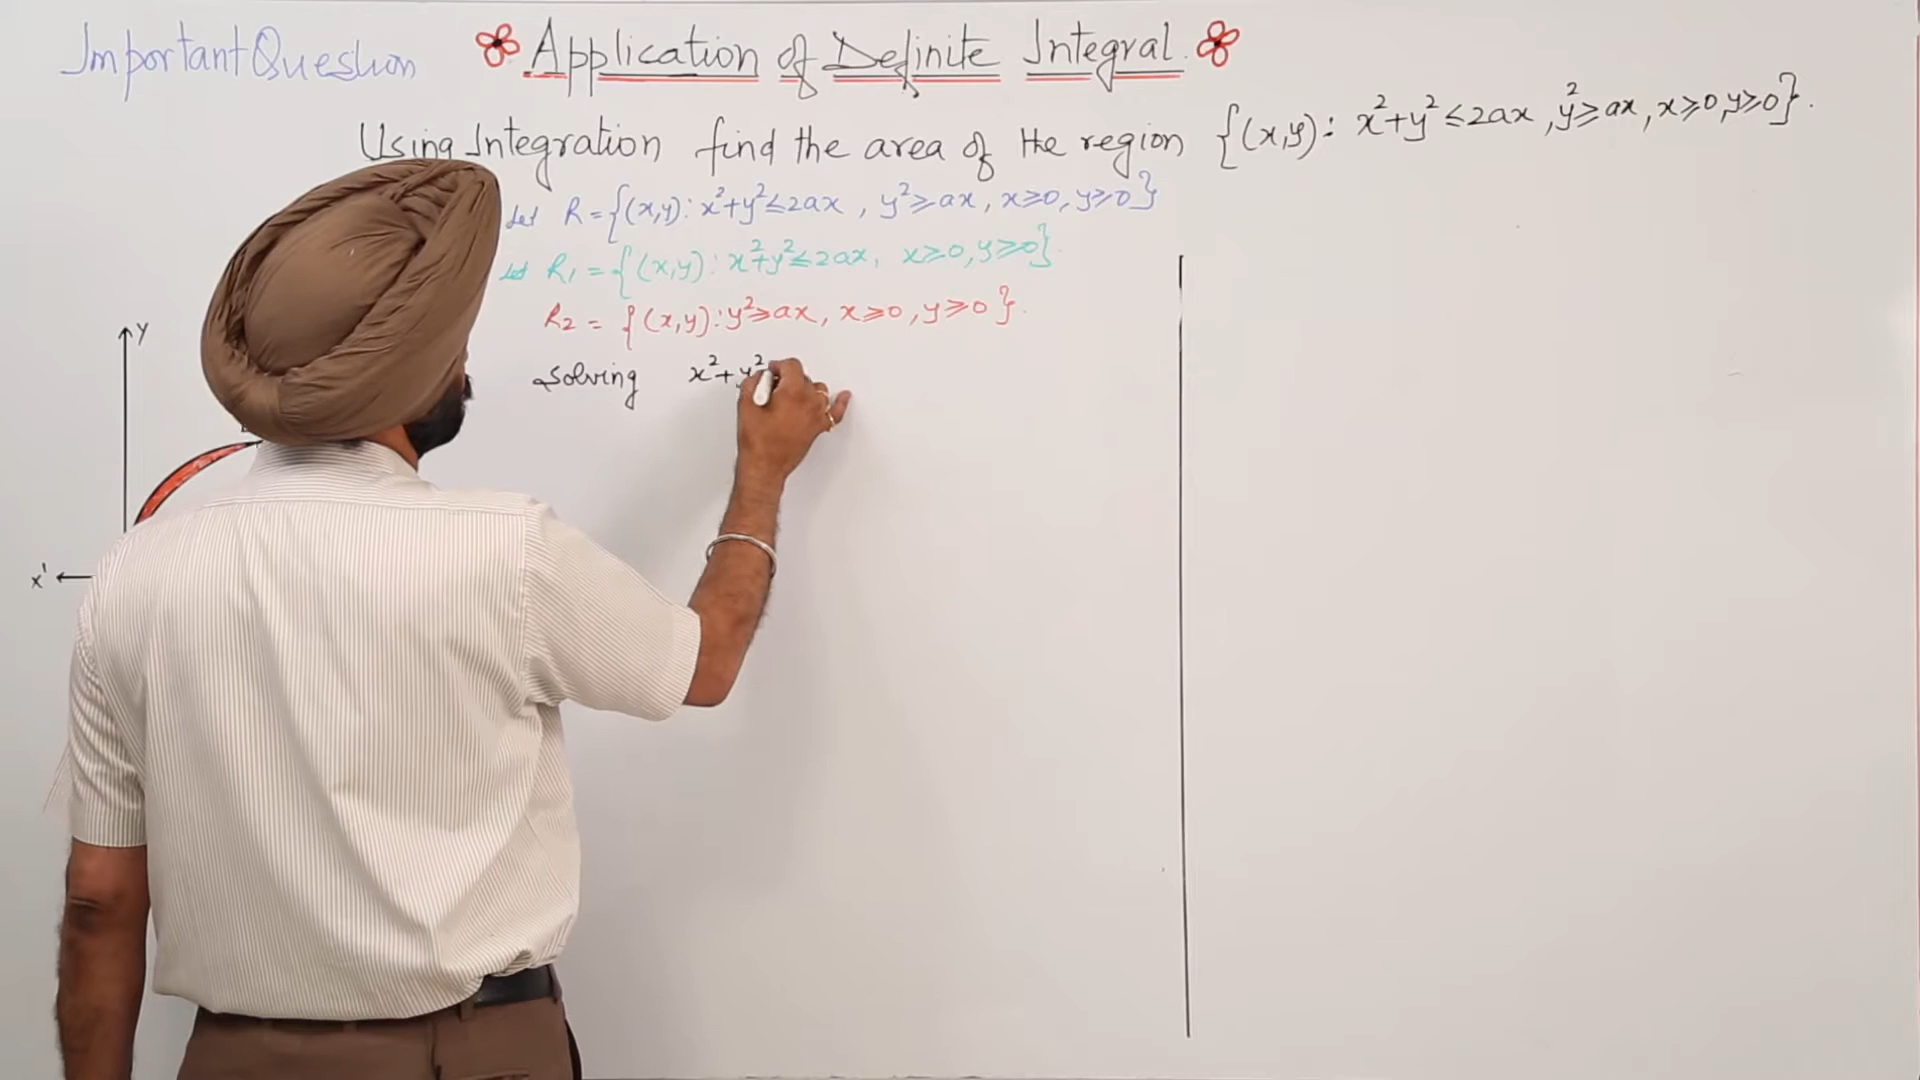 Important Question
Application of Definite Integral
Using Integration find the area of the region {(x,y): x²+y² ≤ 2ax, y² ≥ ax, x ≥ 0, y ≥ 0}.
Let R = {(x,y): x²+y² ≤ 2ax, y² ≥ ax, x ≥ 0, y ≥ 0}
Let R₁ = {(x,y): x²+y² ≤ 2ax, x ≥ 0, y ≥ 0}.
R₂ = {(x,y): y² ≥ ax, x ≥ 0, y ≥ 0}.
Solving x²+y²
Y
X'